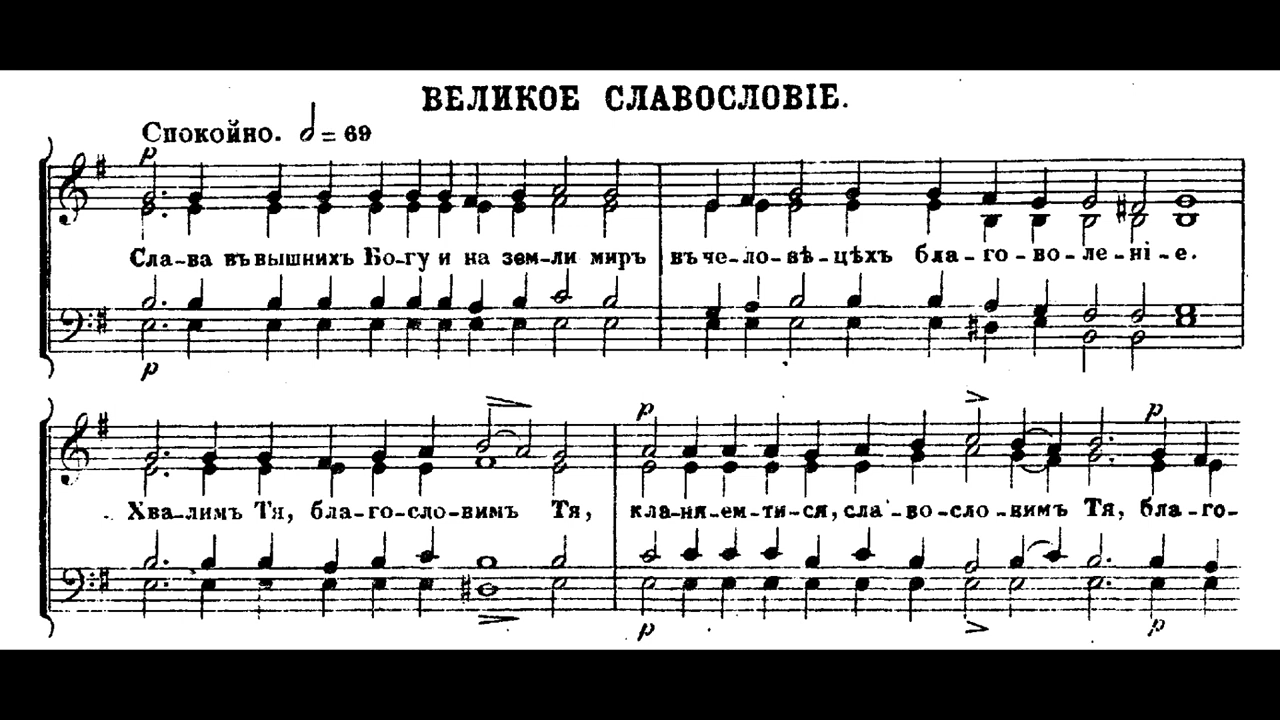 ВЕЛИКОЕ СЛАВОСЛОВІЕ.
Спокойно. 𝅗𝅥 = 69
p
Сла-ва въ вышнихъ Бо-гу и на зем-ли миръ въ че-ло-вѣ-цѣхъ бла-го-во-ле-ні-е.
p
p p
Хва-лимъ Тя, бла-го-сло-вимъ Тя, кла-ня-ем-ти-ся, сла-во-сло-вимъ Тя, бла-го-
p p